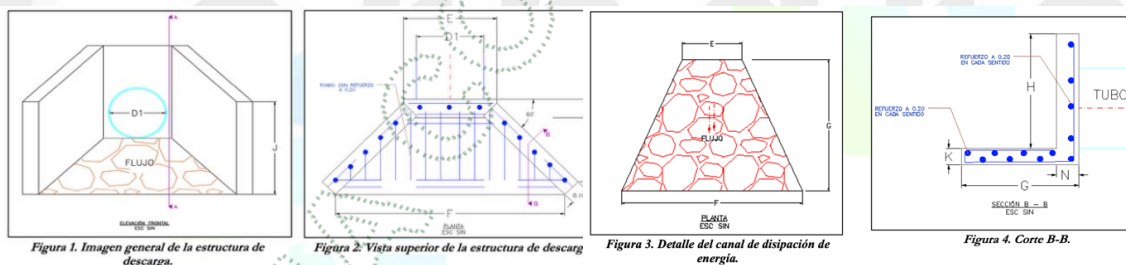 A
A
D1
FLUJO
J
ELEVACIÓN FRONTAL
ESC SIN
Figura 1. Imagen general de la estructura de
descarga.
E
D1
A 0.20
60°
B
B
F
PLANTA
ESC SIN
Figura 2. Vista superior de la estructura de descarg
E
FLUJO
G
F
PLANTA
ESC SIN
Figura 3. Detalle del canal de disipación de
energía.
REFUERZO A 0.20
EN CADA SENTIDO
H
TUBO
REFUERZO A 0.20
EN CADA SENTIDO
K
N
G
SECCIÓN B - B
ESC SIN
Figura 4. Corte B-B.